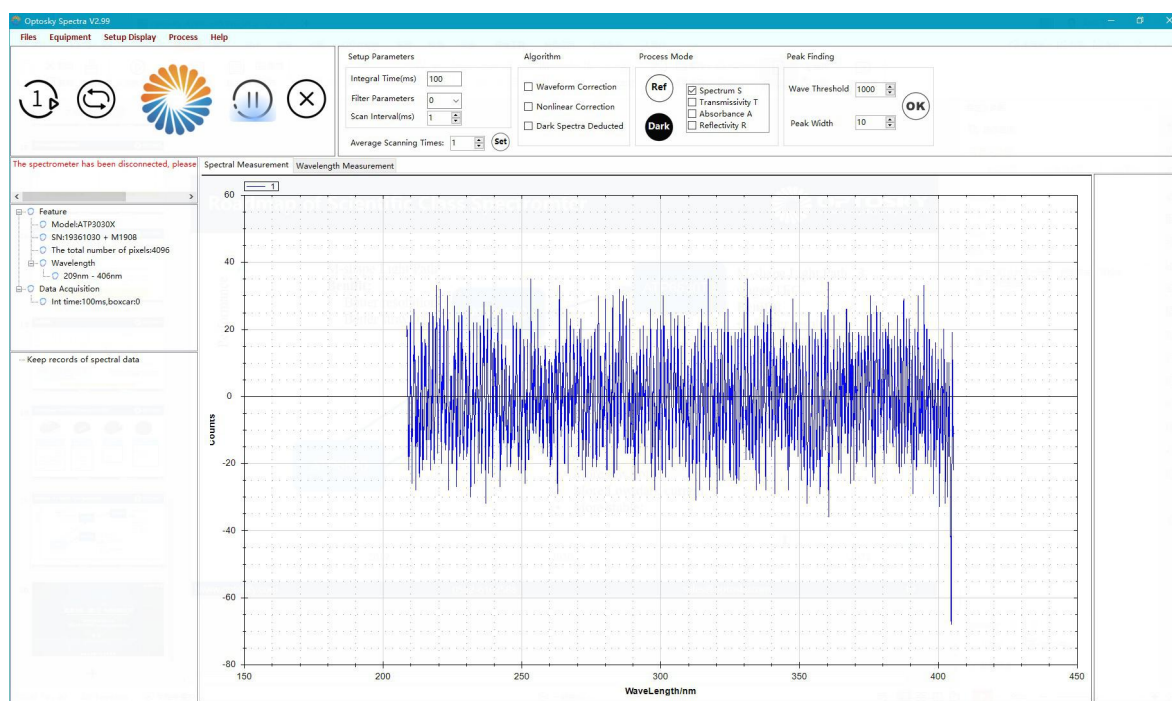 Optosky Spectra V2.99
Files Equipment Setup Display Process Help
1
Setup Parameters
Integral Time(ms) 100
Filter Parameters 0
Scan Interval(ms) 1
Average Scanning Times: 1 Set
Algorithm
Waveform Correction
Nonlinear Correction
Dark Spectra Deducted
Process Mode
Ref
Dark
Spectrum S
Transmissivity T
Absorbance A
Reflectivity R
Peak Finding
Wave Threshold 1000
Peak Width 10
OK
The spectrometer has been disconnected, please
Feature
Model:ATP3030X
SN:19361030 + M1908
The total number of pixels:4096
Wavelength
209nm - 406nm
Data Acquisition
Int time:100ms,boxcar:0
Keep records of spectral data
Spectral Measurement Wavelength Measurement
1
60
40
20
0
-20
-40
-60
-80
Counts
150 200 250 300 350 400 450
WaveLength/nm